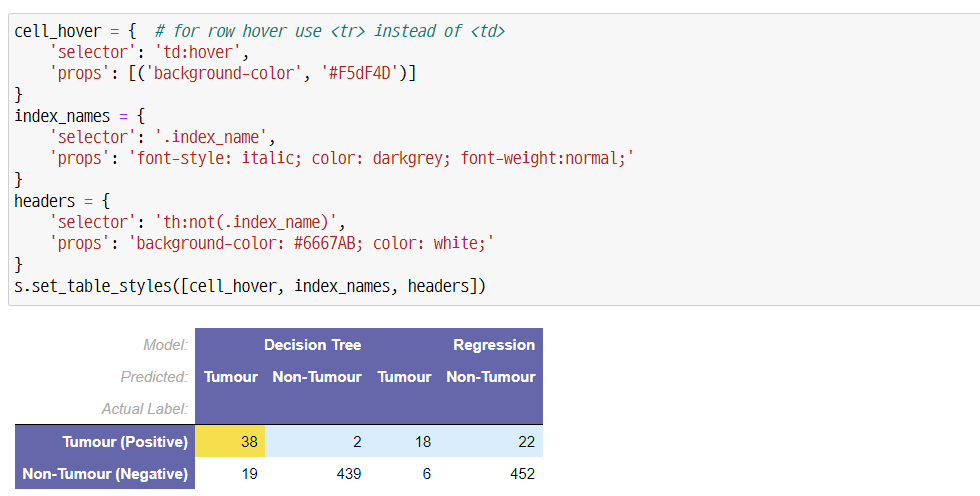 cell_hover = {  # for row hover use <tr> instead of <td>
    'selector': 'td:hover',
    'props': [('background-color', '#F5dF4D')]
}
index_names = {
    'selector': '.index_name',
    'props': 'font-style: italic; color: darkgrey; font-weight:normal;'
}
headers = {
    'selector': 'th:not(.index_name)',
    'props': 'background-color: #6667AB; color: white;'
}
s.set_table_styles([cell_hover, index_names, headers])
Model: Decision Tree Regression
Predicted: Tumour Non-Tumour Tumour Non-Tumour
Actual Label:
Tumour (Positive) 38 2 18 22
Non-Tumour (Negative) 19 439 6 452